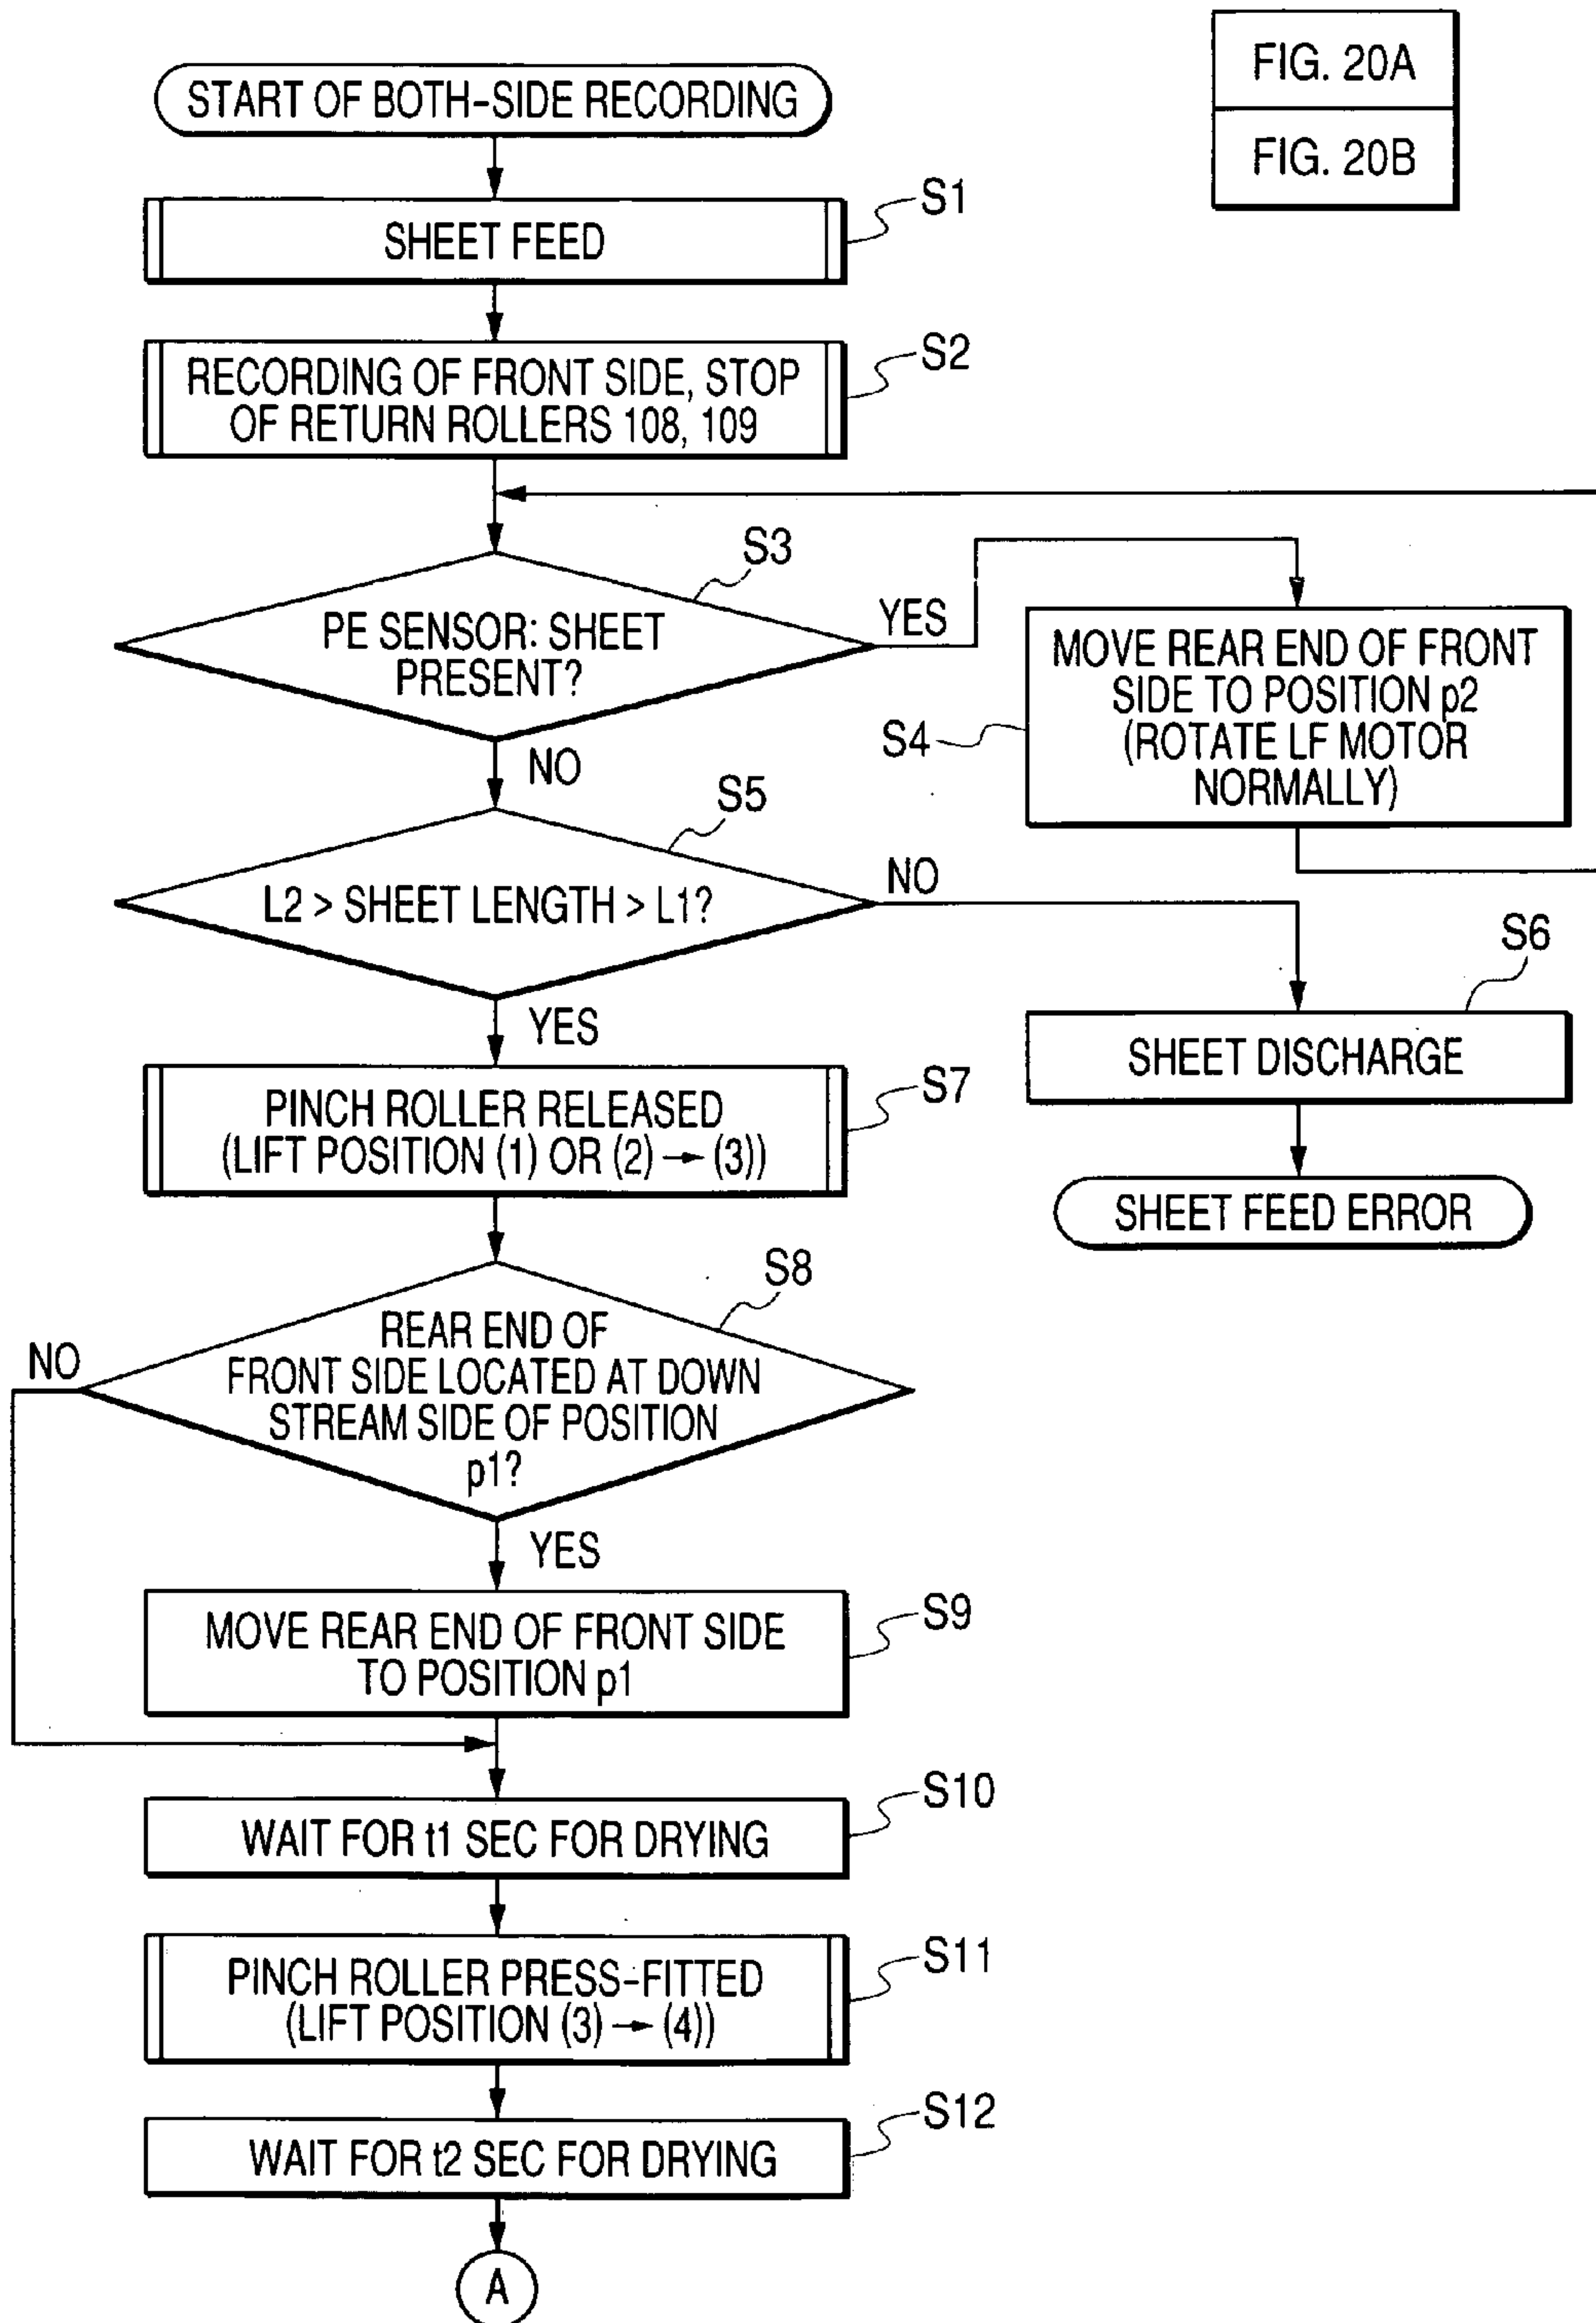 FIG. 20A
FIG. 20B
START OF BOTH-SIDE RECORDING
S1
SHEET FEED
S2
RECORDING OF FRONT SIDE, STOP
OF RETURN ROLLERS 108, 109
S3
PE SENSOR: SHEET
PRESENT?
YES
NO
S4
MOVE REAR END OF FRONT
SIDE TO POSITION p2
(ROTATE LF MOTOR
NORMALLY)
S5
L2 > SHEET LENGTH > L1?
NO
YES
S6
SHEET DISCHARGE
SHEET FEED ERROR
S7
PINCH ROLLER RELEASED
(LIFT POSITION (1) OR (2) → (3))
S8
REAR END OF
FRONT SIDE LOCATED AT DOWN
STREAM SIDE OF POSITION
p1?
NO
YES
S9
MOVE REAR END OF FRONT SIDE
TO POSITION p1
S10
WAIT FOR t1 SEC FOR DRYING
S11
PINCH ROLLER PRESS-FITTED
(LIFT POSITION (3) → (4))
S12
WAIT FOR t2 SEC FOR DRYING
A